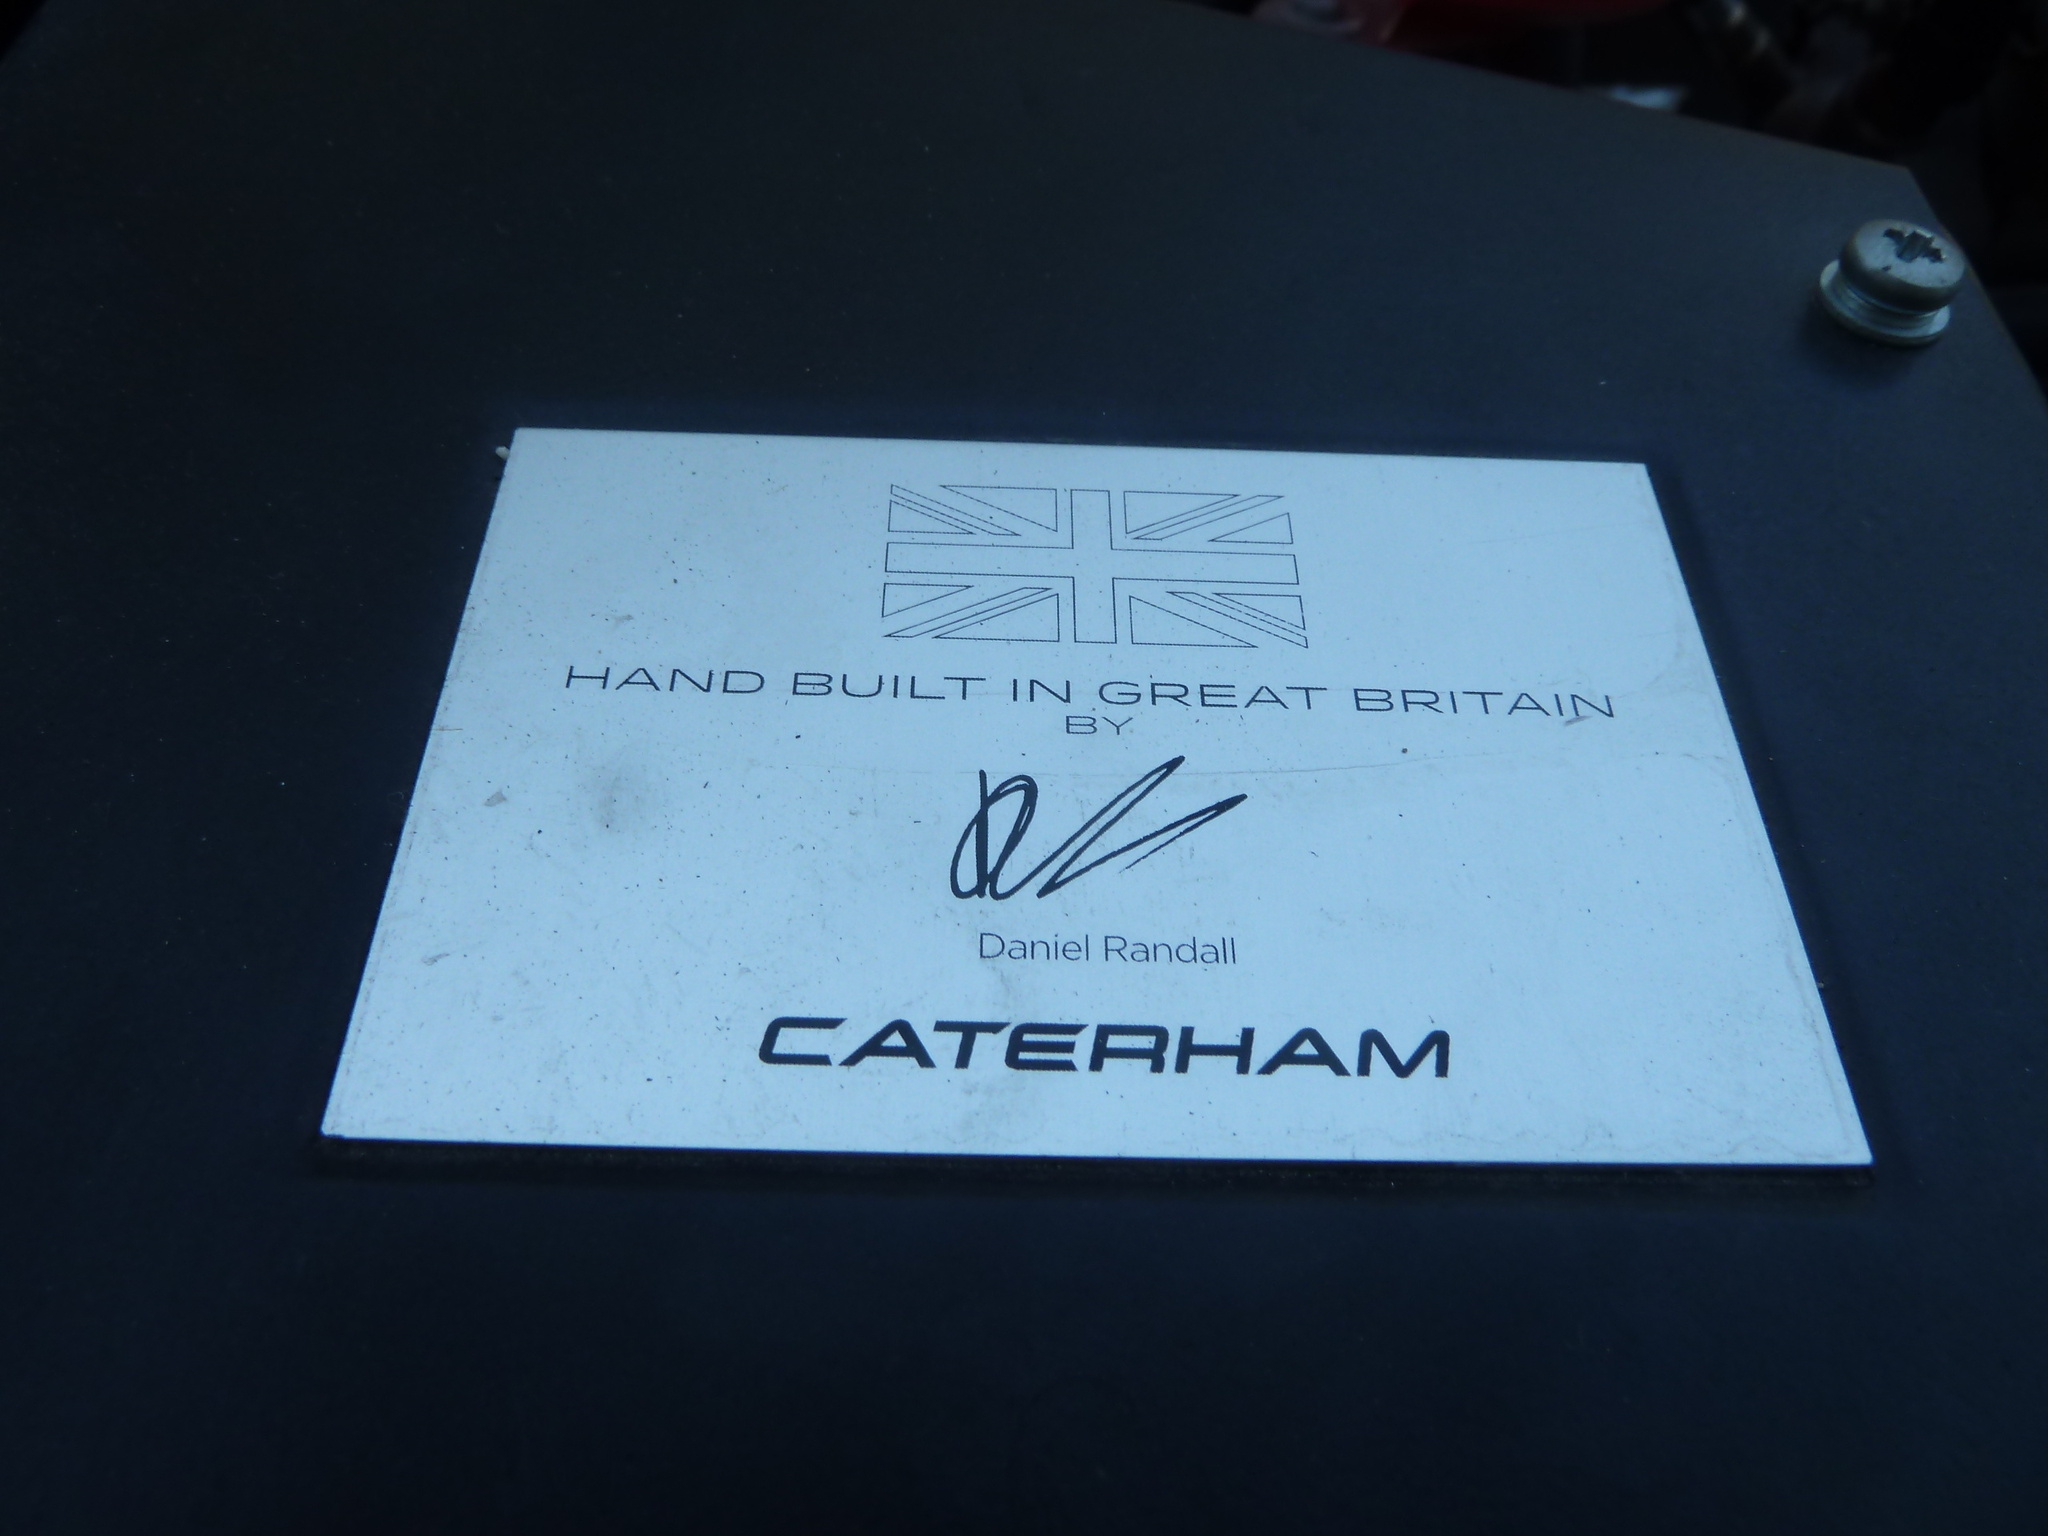 HAND BUILT IN GREAT BRITAIN
BY
Daniel Randall
CATERHAM